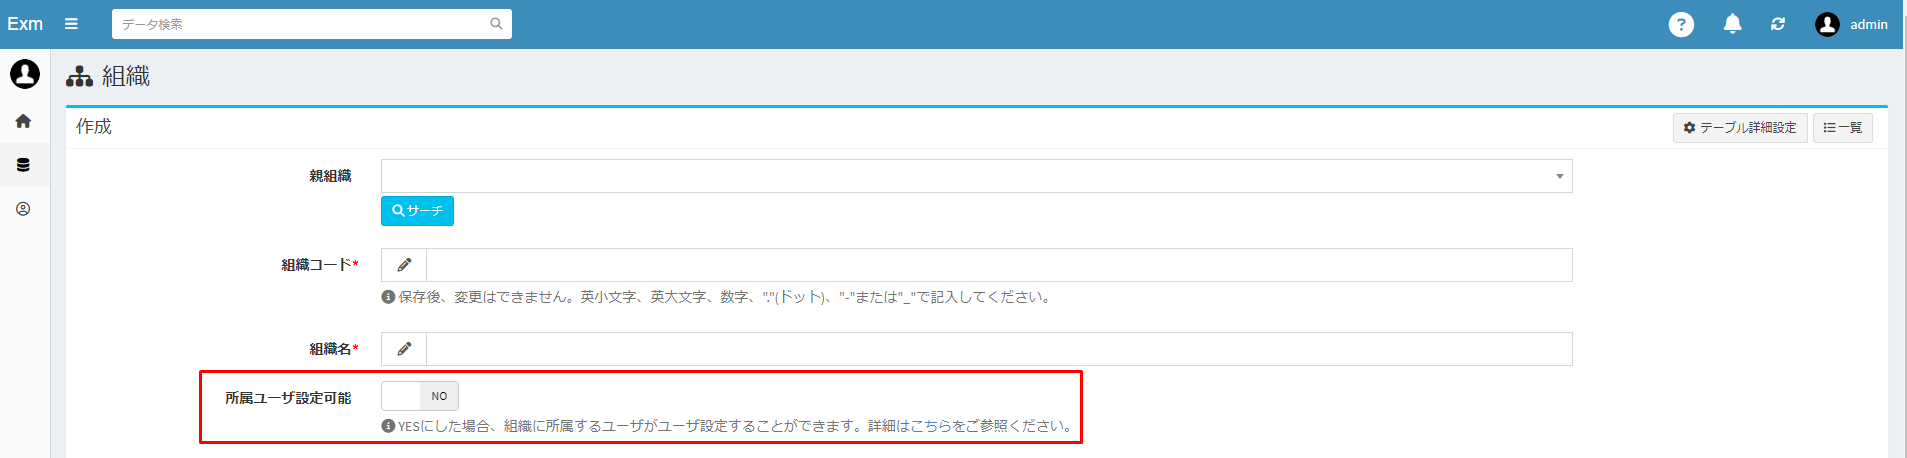 Exm データ検索 ? admin
組織
作成 テーブル詳細設定 一覧
親組織
サーチ
組織コード*
保存後、変更はできません。英小文字、英大文字、数字、"."(ドット)、"-"または"_"で記入してください。
組織名*
所属ユーザ設定可能 NO
YESにした場合、組織に所属するユーザがユーザ設定することができます。詳細はこちらをご参照ください。